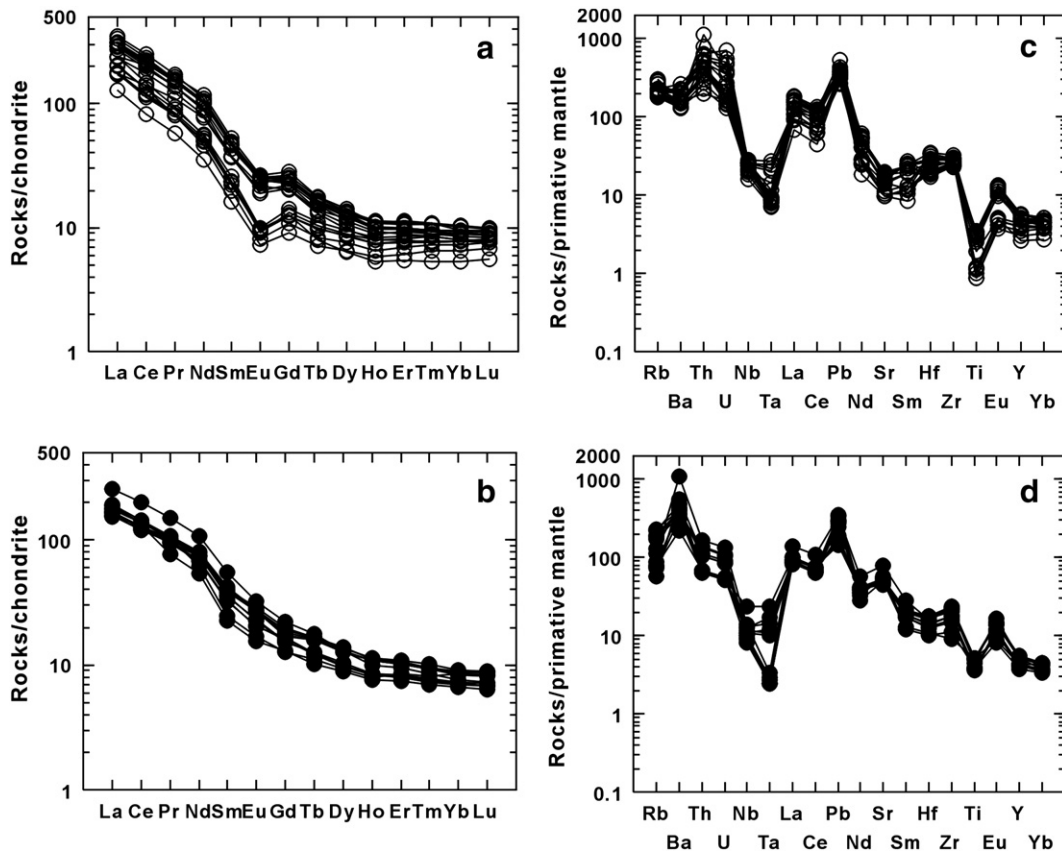 a
500
100
10
1
Rocks/chondrite
La Ce Pr Nd Sm Eu Gd Tb Dy Ho Er Tm Yb Lu
c
2000
1000
100
10
1
0.1
Rocks/primative mantle
Rb Th Nb La Pb Sr Hf Ti Y
Ba U Ta Ce Nd Sm Zr Eu Yb
b
500
100
10
1
Rocks/chondrite
La Ce Pr Nd Sm Eu Gd Tb Dy Ho Er Tm Yb Lu
d
2000
1000
100
10
1
0.1
Rocks/primative mantle
Rb Th Nb La Pb Sr Hf Ti Y
Ba U Ta Ce Nd Sm Zr Eu Yb